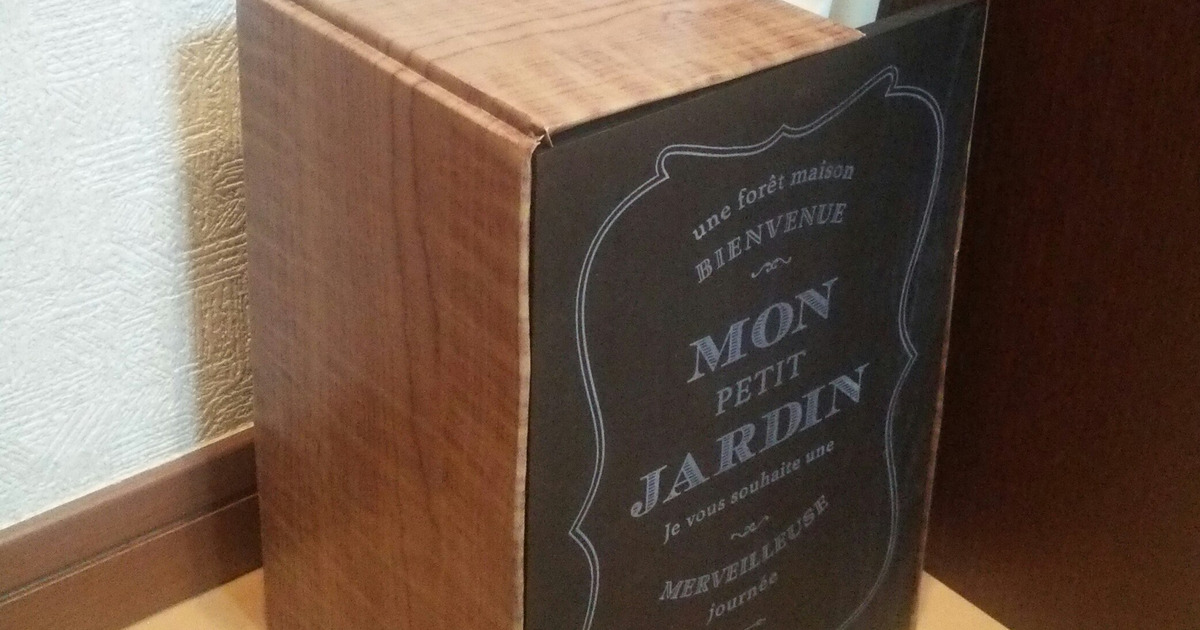 une forêt maison
BIENVENUE
MON
PETIT
JARDIN
Je vous souhaite une
MERVEILLEUSE
journée